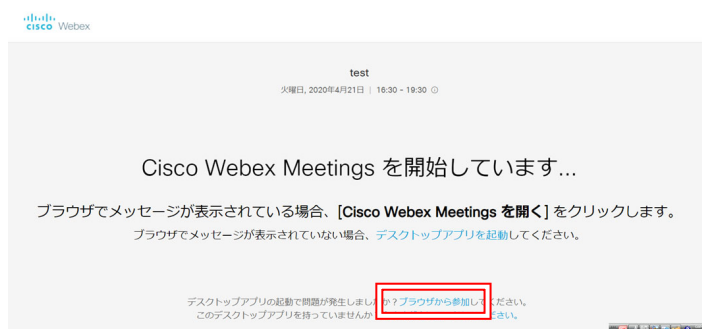 CISCO Webex
test
火曜日, 2020年4月21日 | 16:30 - 19:30
Cisco Webex Meetings を開始しています...
ブラウザでメッセージが表示されている場合、[Cisco Webex Meetings を開く] をクリックします。
ブラウザでメッセージが表示されていない場合、デスクトップアプリを起動してください。
デスクトップアプリの起動で問題が発生しましたか？ブラウザから参加してください。
このデスクトップアプリを持っていませんか ださい。